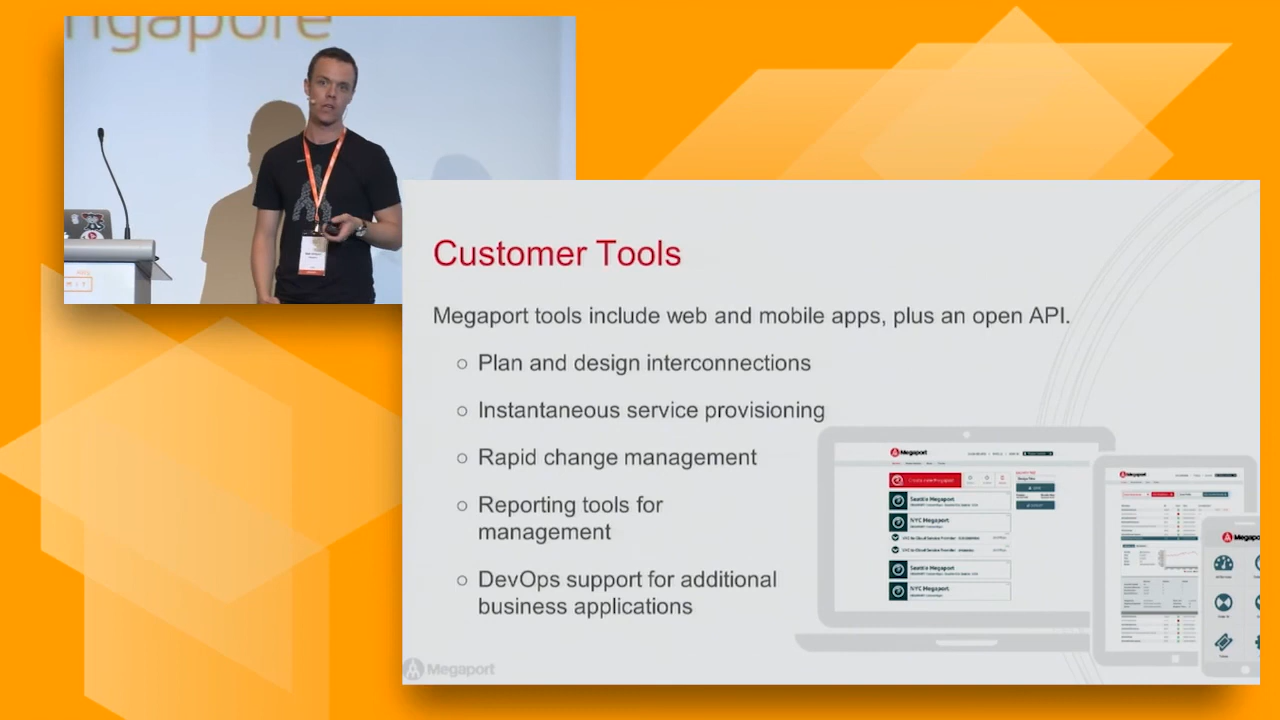 ngapore
Customer Tools
Megaport tools include web and mobile apps, plus an open API.
○ Plan and design interconnections
○ Instantaneous service provisioning
○ Rapid change management
○ Reporting tools for
management
○ DevOps support for additional
business applications
Megaport
Seattle Megaport
NYC Megaport
Seattle Megaport
NYC Megaport
Megaport
Megapo
Megaport